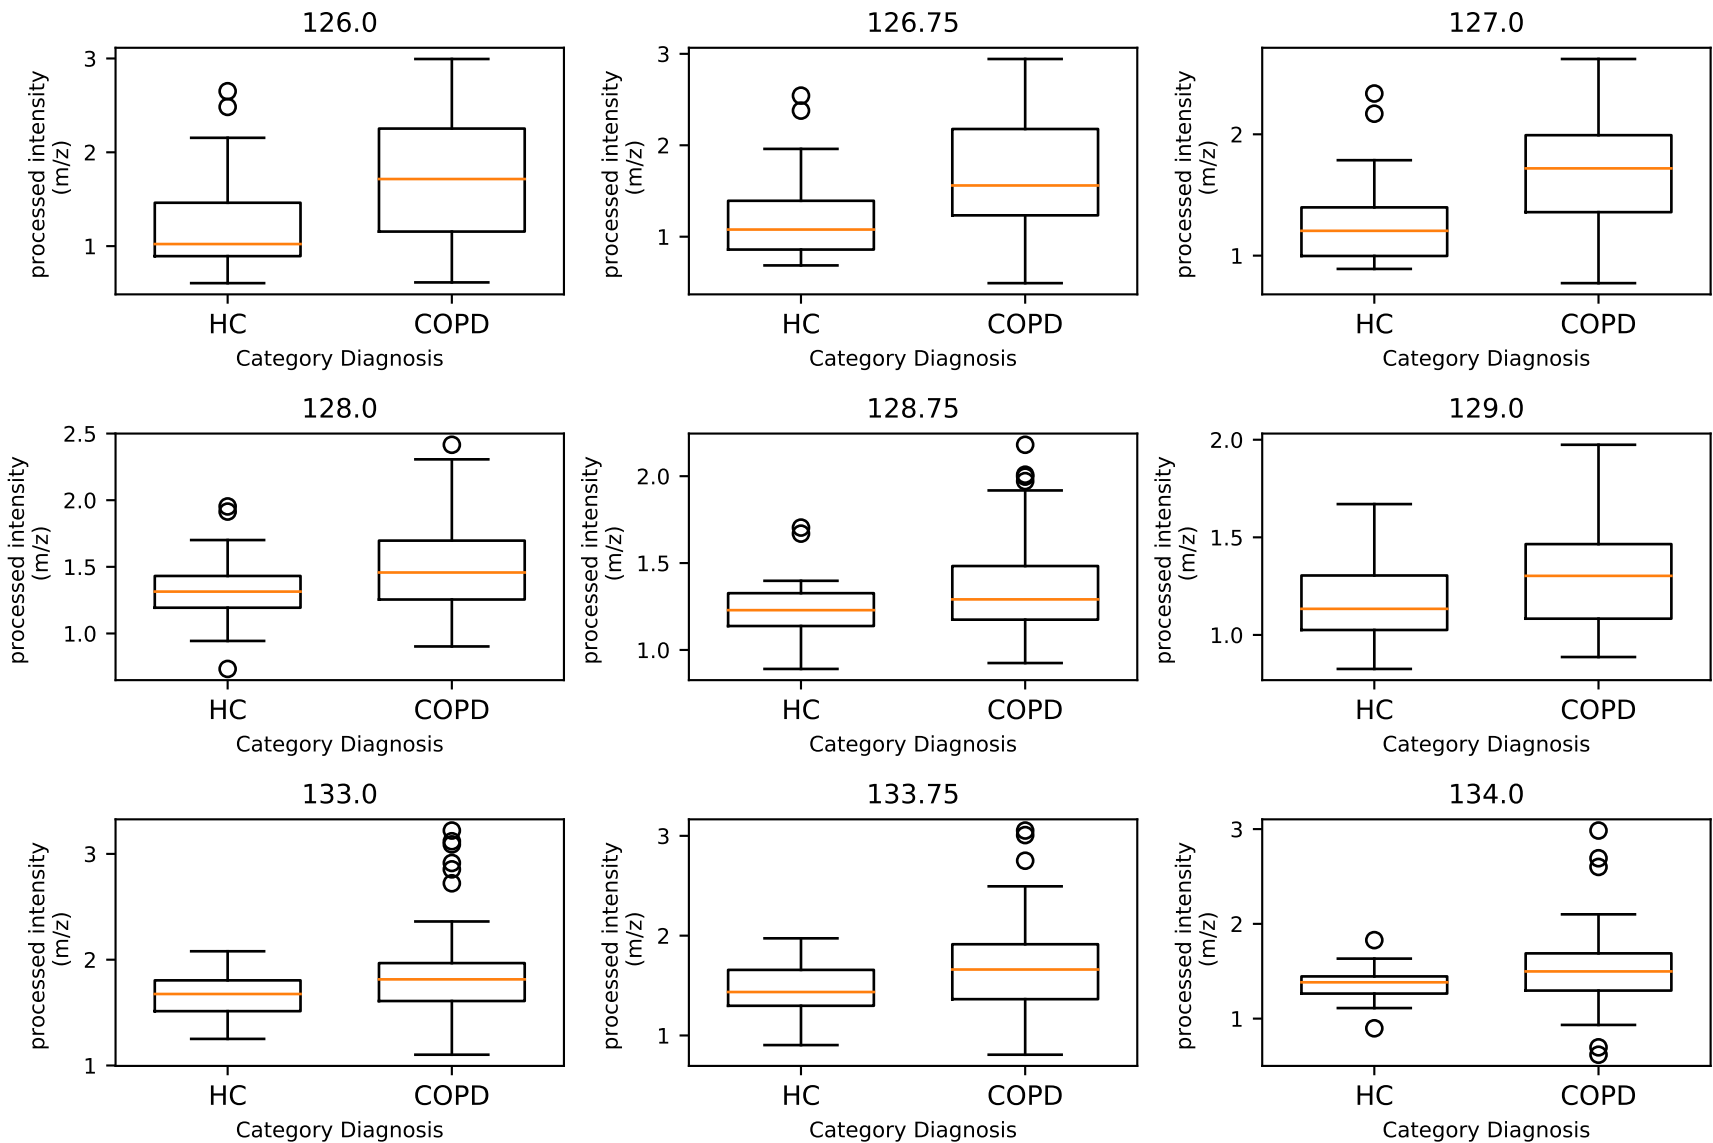 126.0
processed intensity
(m/z)
3
2
1
HC
COPD
Category Diagnosis
126.75
processed intensity
(m/z)
3
2
1
HC
COPD
Category Diagnosis
127.0
processed intensity
(m/z)
2
1
HC
COPD
Category Diagnosis
128.0
processed intensity
(m/z)
2.5
2.0
1.5
1.0
HC
COPD
Category Diagnosis
128.75
processed intensity
(m/z)
2.0
1.5
1.0
HC
COPD
Category Diagnosis
129.0
processed intensity
(m/z)
2.0
1.5
1.0
HC
COPD
Category Diagnosis
133.0
processed intensity
(m/z)
3
2
1
HC
COPD
Category Diagnosis
133.75
processed intensity
(m/z)
3
2
1
HC
COPD
Category Diagnosis
134.0
processed intensity
(m/z)
3
2
1
HC
COPD
Category Diagnosis